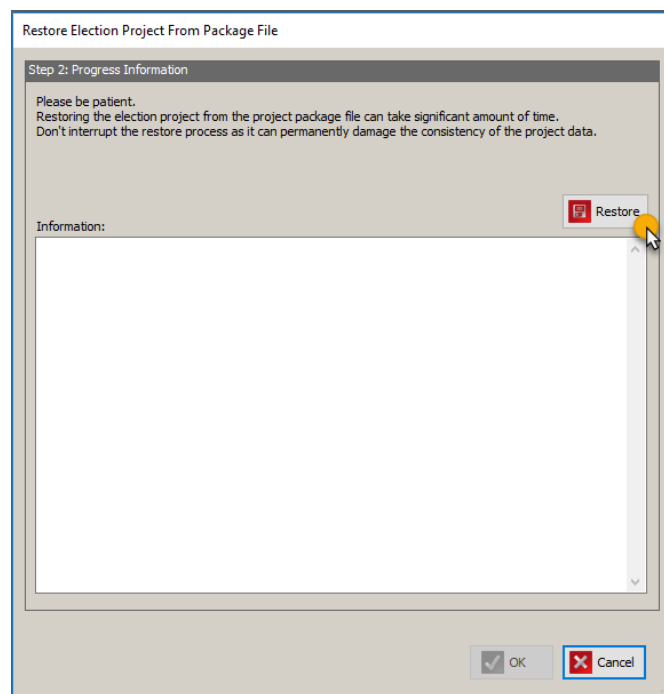 Restore Election Project From Package File
Step 2: Progress Information
Please be patient.
Restoring the election project from the project package file can take significant amount of time.
Don't interrupt the restore process as it can permanently damage the consistency of the project data.
Restore
Information:
OK
Cancel